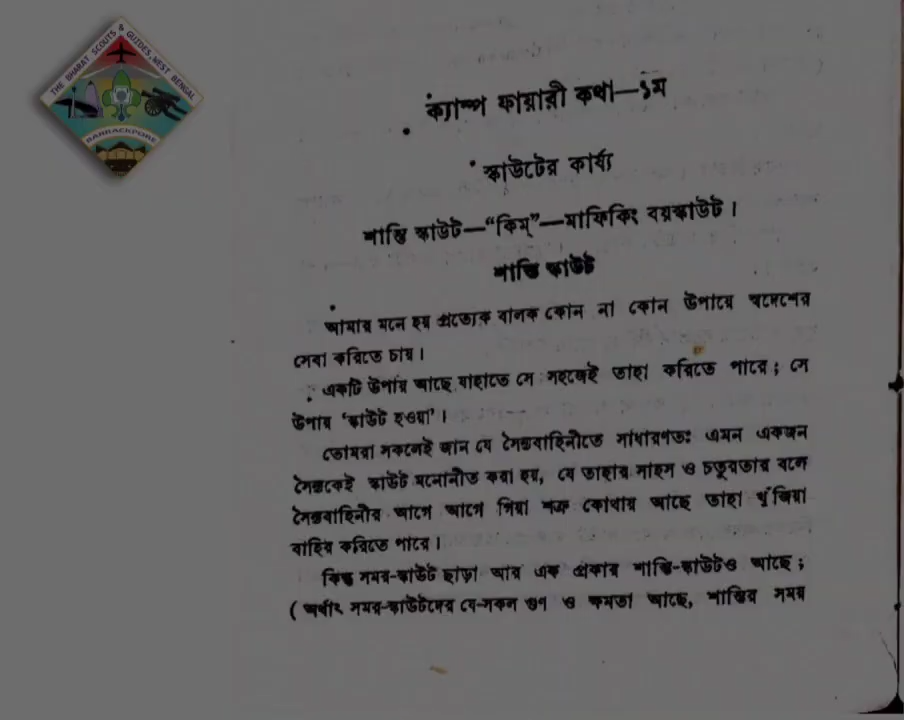 THE BHARAT SCOUTS & GUIDES, WEST BENGAL
BARRACKPORE
ক্যাম্প ফায়ারী কথা—১ম
স্কাউটের কার্য্য
শান্তি স্কাউট—“কিম্”—মাফিকিং বয়স্কাউট।
শান্তি স্কাউট
আমার মনে হয় প্রত্যেক বালক কোন না কোন উপায়ে স্বদেশের
সেবা করিতে চায়।
একটি উপায় আছে যাহাতে সে সহজেই তাহা করিতে পারে; সে
উপায় ‘স্কাউট হওয়া’।
তোমরা সকলেই জান যে সৈন্যবাহিনীতে সাধারণতঃ এমন একজন
সৈন্যকেই স্কাউট মনোনীত করা হয়, যে তাহার সাহস ও চতুরতার বলে
সৈন্যবাহিনীর আগে আগে গিয়া শত্রু কোথায় আছে তাহা খুঁজিয়া
বাহির করিতে পারে।
কিন্তু সমর-স্কাউট ছাড়া আর এক প্রকার শান্তি-স্কাউটও আছে;
(অর্থাৎ সমর-স্কাউটদের যে-সকল গুণ ও ক্ষমতা আছে, শান্তির সময়